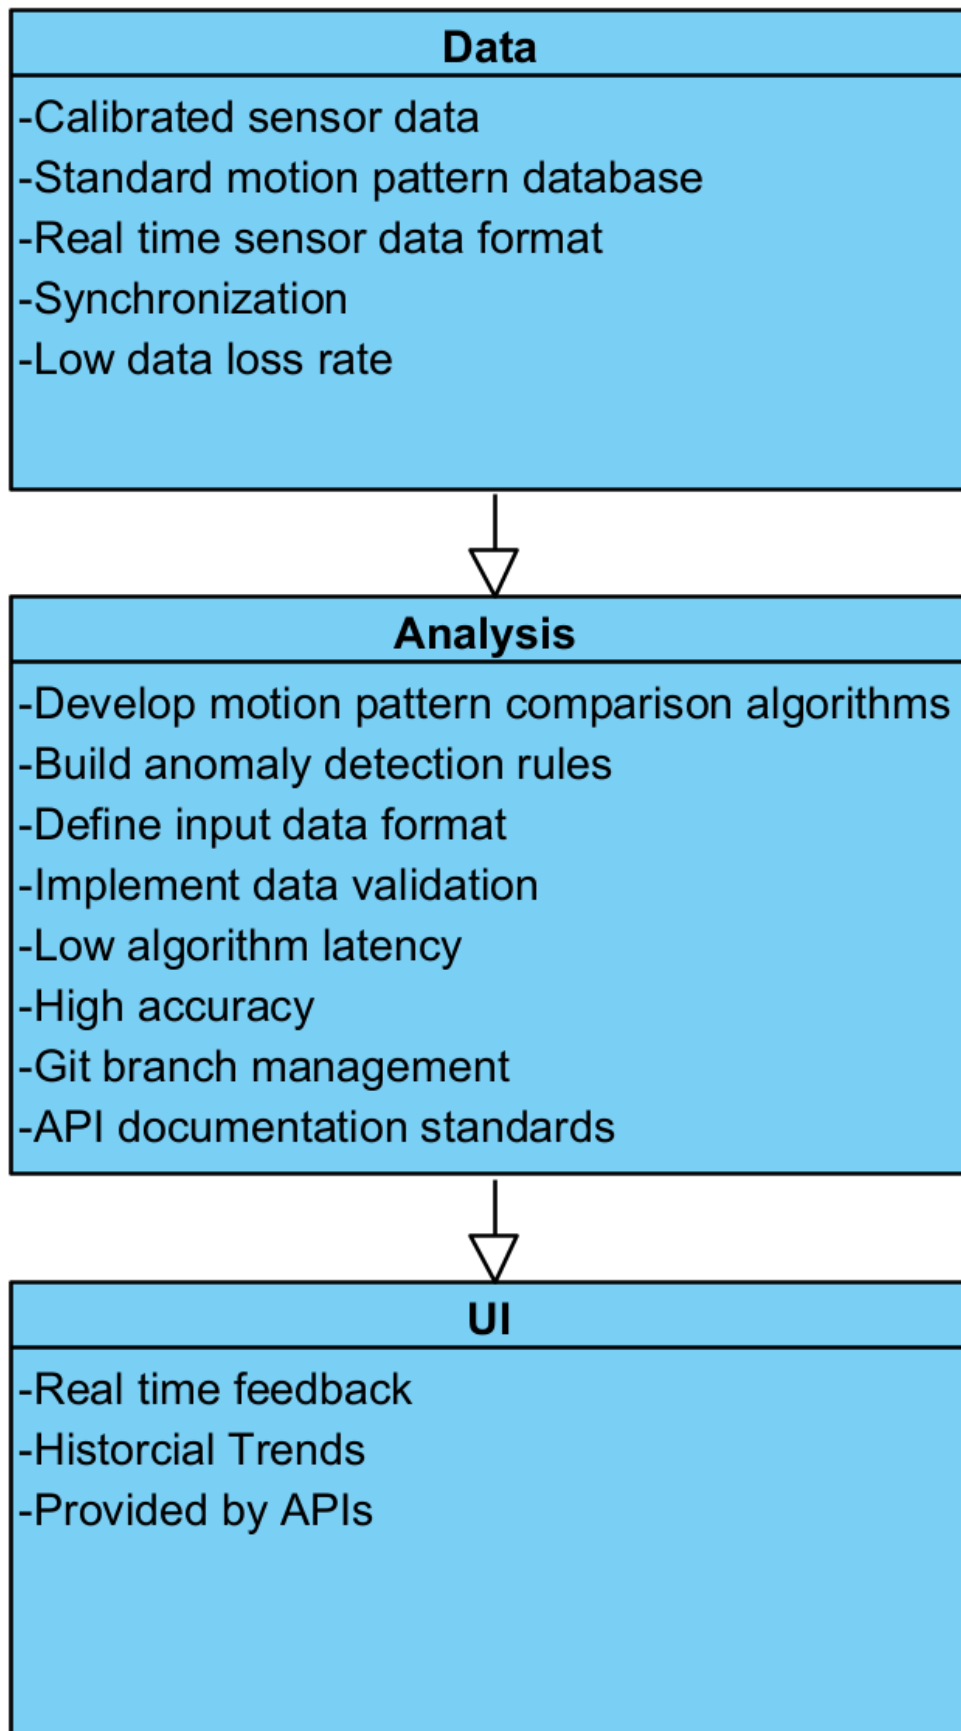 Data
-Calibrated sensor data
-Standard motion pattern database
-Real time sensor data format
-Synchronization
-Low data loss rate
Analysis
-Develop motion pattern comparison algorithms
-Build anomaly detection rules
-Define input data format
-Implement data validation
-Low algorithm latency
-High accuracy
-Git branch management
-API documentation standards
UI
-Real time feedback
-Historcial Trends
-Provided by APIs